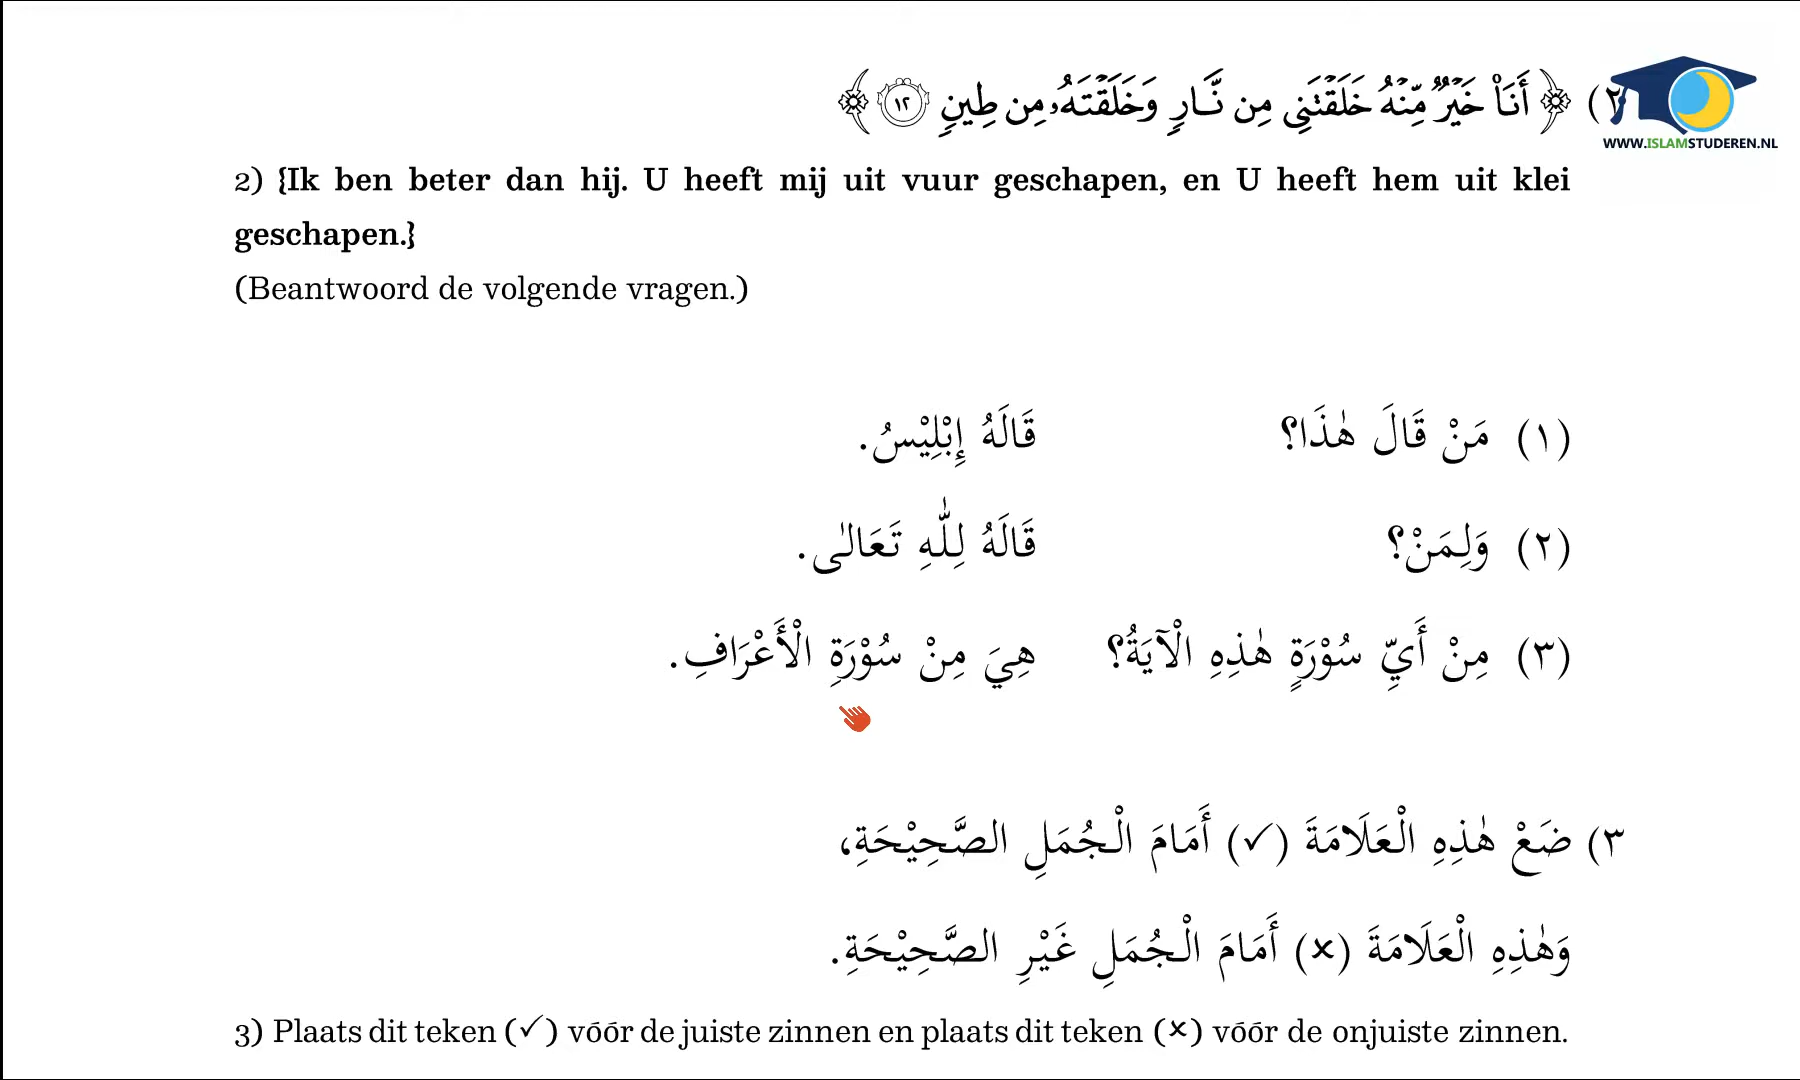 ٢) ﴿أَنَا۠ خَيْرٌ مِّنْهُ خَلَقْتَنِى مِن نَّارٍ وَخَلَقْتَهُۥ مِن طِينٍ ١٢﴾
WWW.ISLAMSTUDEREN.NL
2) {Ik ben beter dan hij. U heeft mij uit vuur geschapen, en U heeft hem uit klei
geschapen.}
(Beantwoord de volgende vragen.)
(١) مَنْ قَالَ هٰذَا؟ قَالَهُ إِبْلِيْسُ.
(٢) وَلِمَنْ؟ قَالَهُ لِلّٰهِ تَعَالٰى.
(٣) مِنْ أَيِّ سُوْرَةٍ هٰذِهِ الْآيَةُ؟ هِيَ مِنْ سُوْرَةِ الْأَعْرَافِ.
٣) ضَعْ هٰذِهِ الْعَلَامَةَ (✓) أَمَامَ الْجُمَلِ الصَّحِيْحَةِ،
وَهٰذِهِ الْعَلَامَةَ (×) أَمَامَ الْجُمَلِ غَيْرِ الصَّحِيْحَةِ.
3) Plaats dit teken (✓) vóór de juiste zinnen en plaats dit teken (×) vóór de onjuiste zinnen.